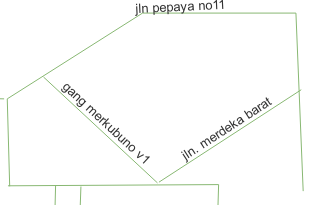 jln pepaya no11
gang merkubuno v1
jln. merdeka barat